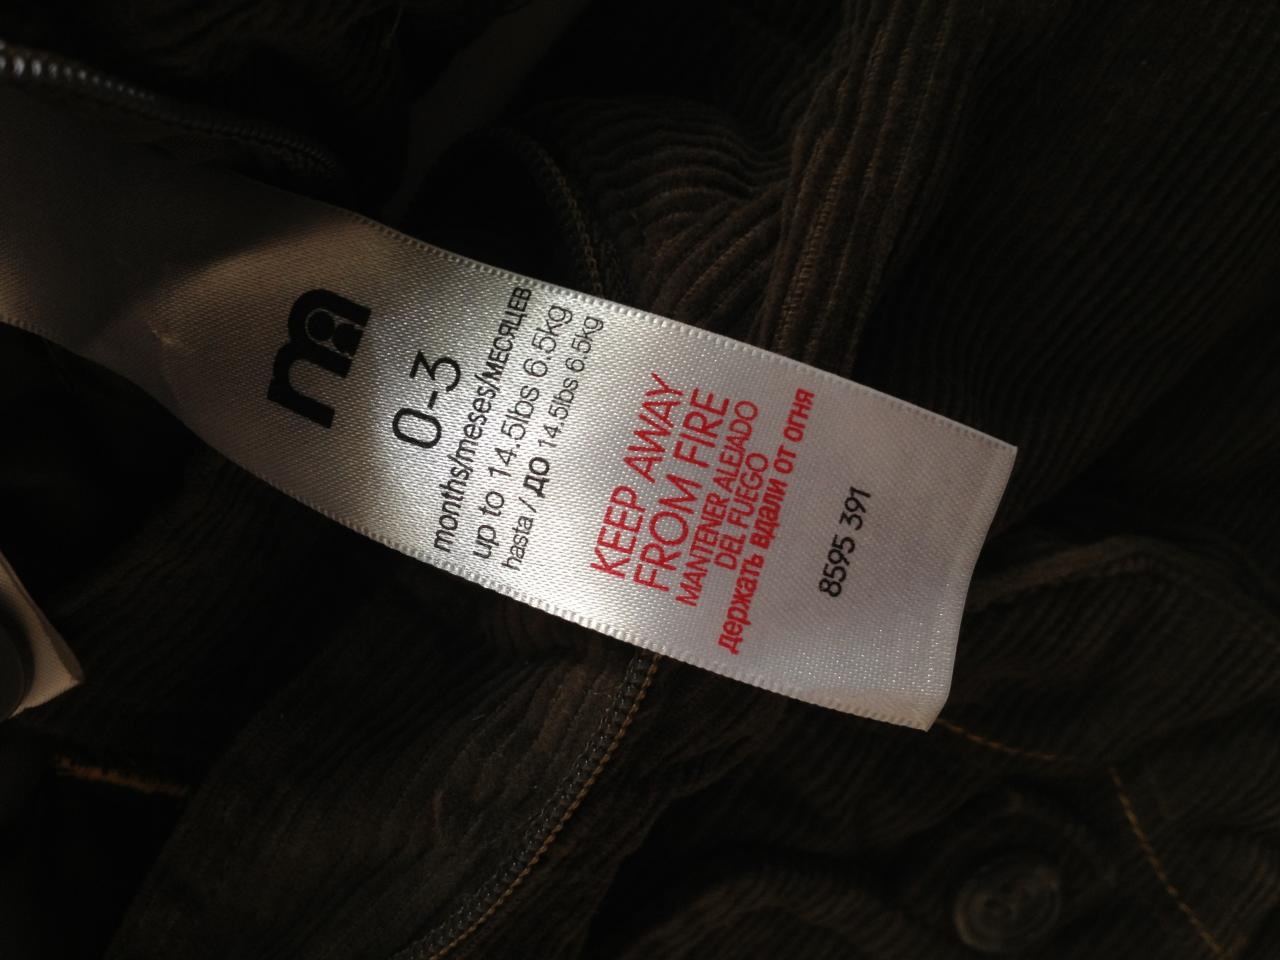 m
0-3
months/meses/МЕСЯЦЕВ
up to 14.5lbs 6.5kg
hasta / ДО 14.5lbs 6.5kg
KEEP AWAY
FROM FIRE
MANTENER ALEJADO
DEL FUEGO
держать вдали от огня
8595 391